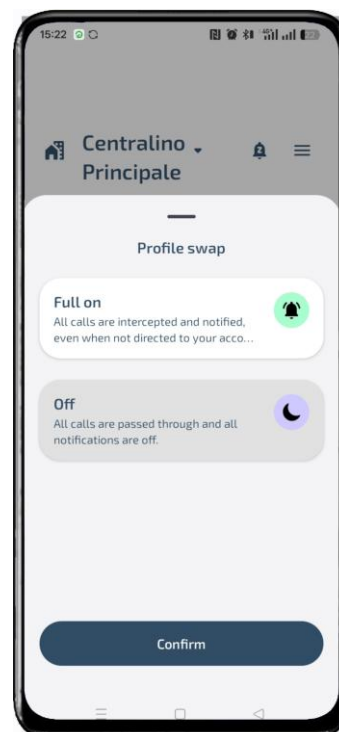 15:22
Centralino
Principale
Profile swap
Full on
All calls are intercepted and notified,
even when not directed to your acco...
Off
All calls are passed through and all
notifications are off.
Confirm